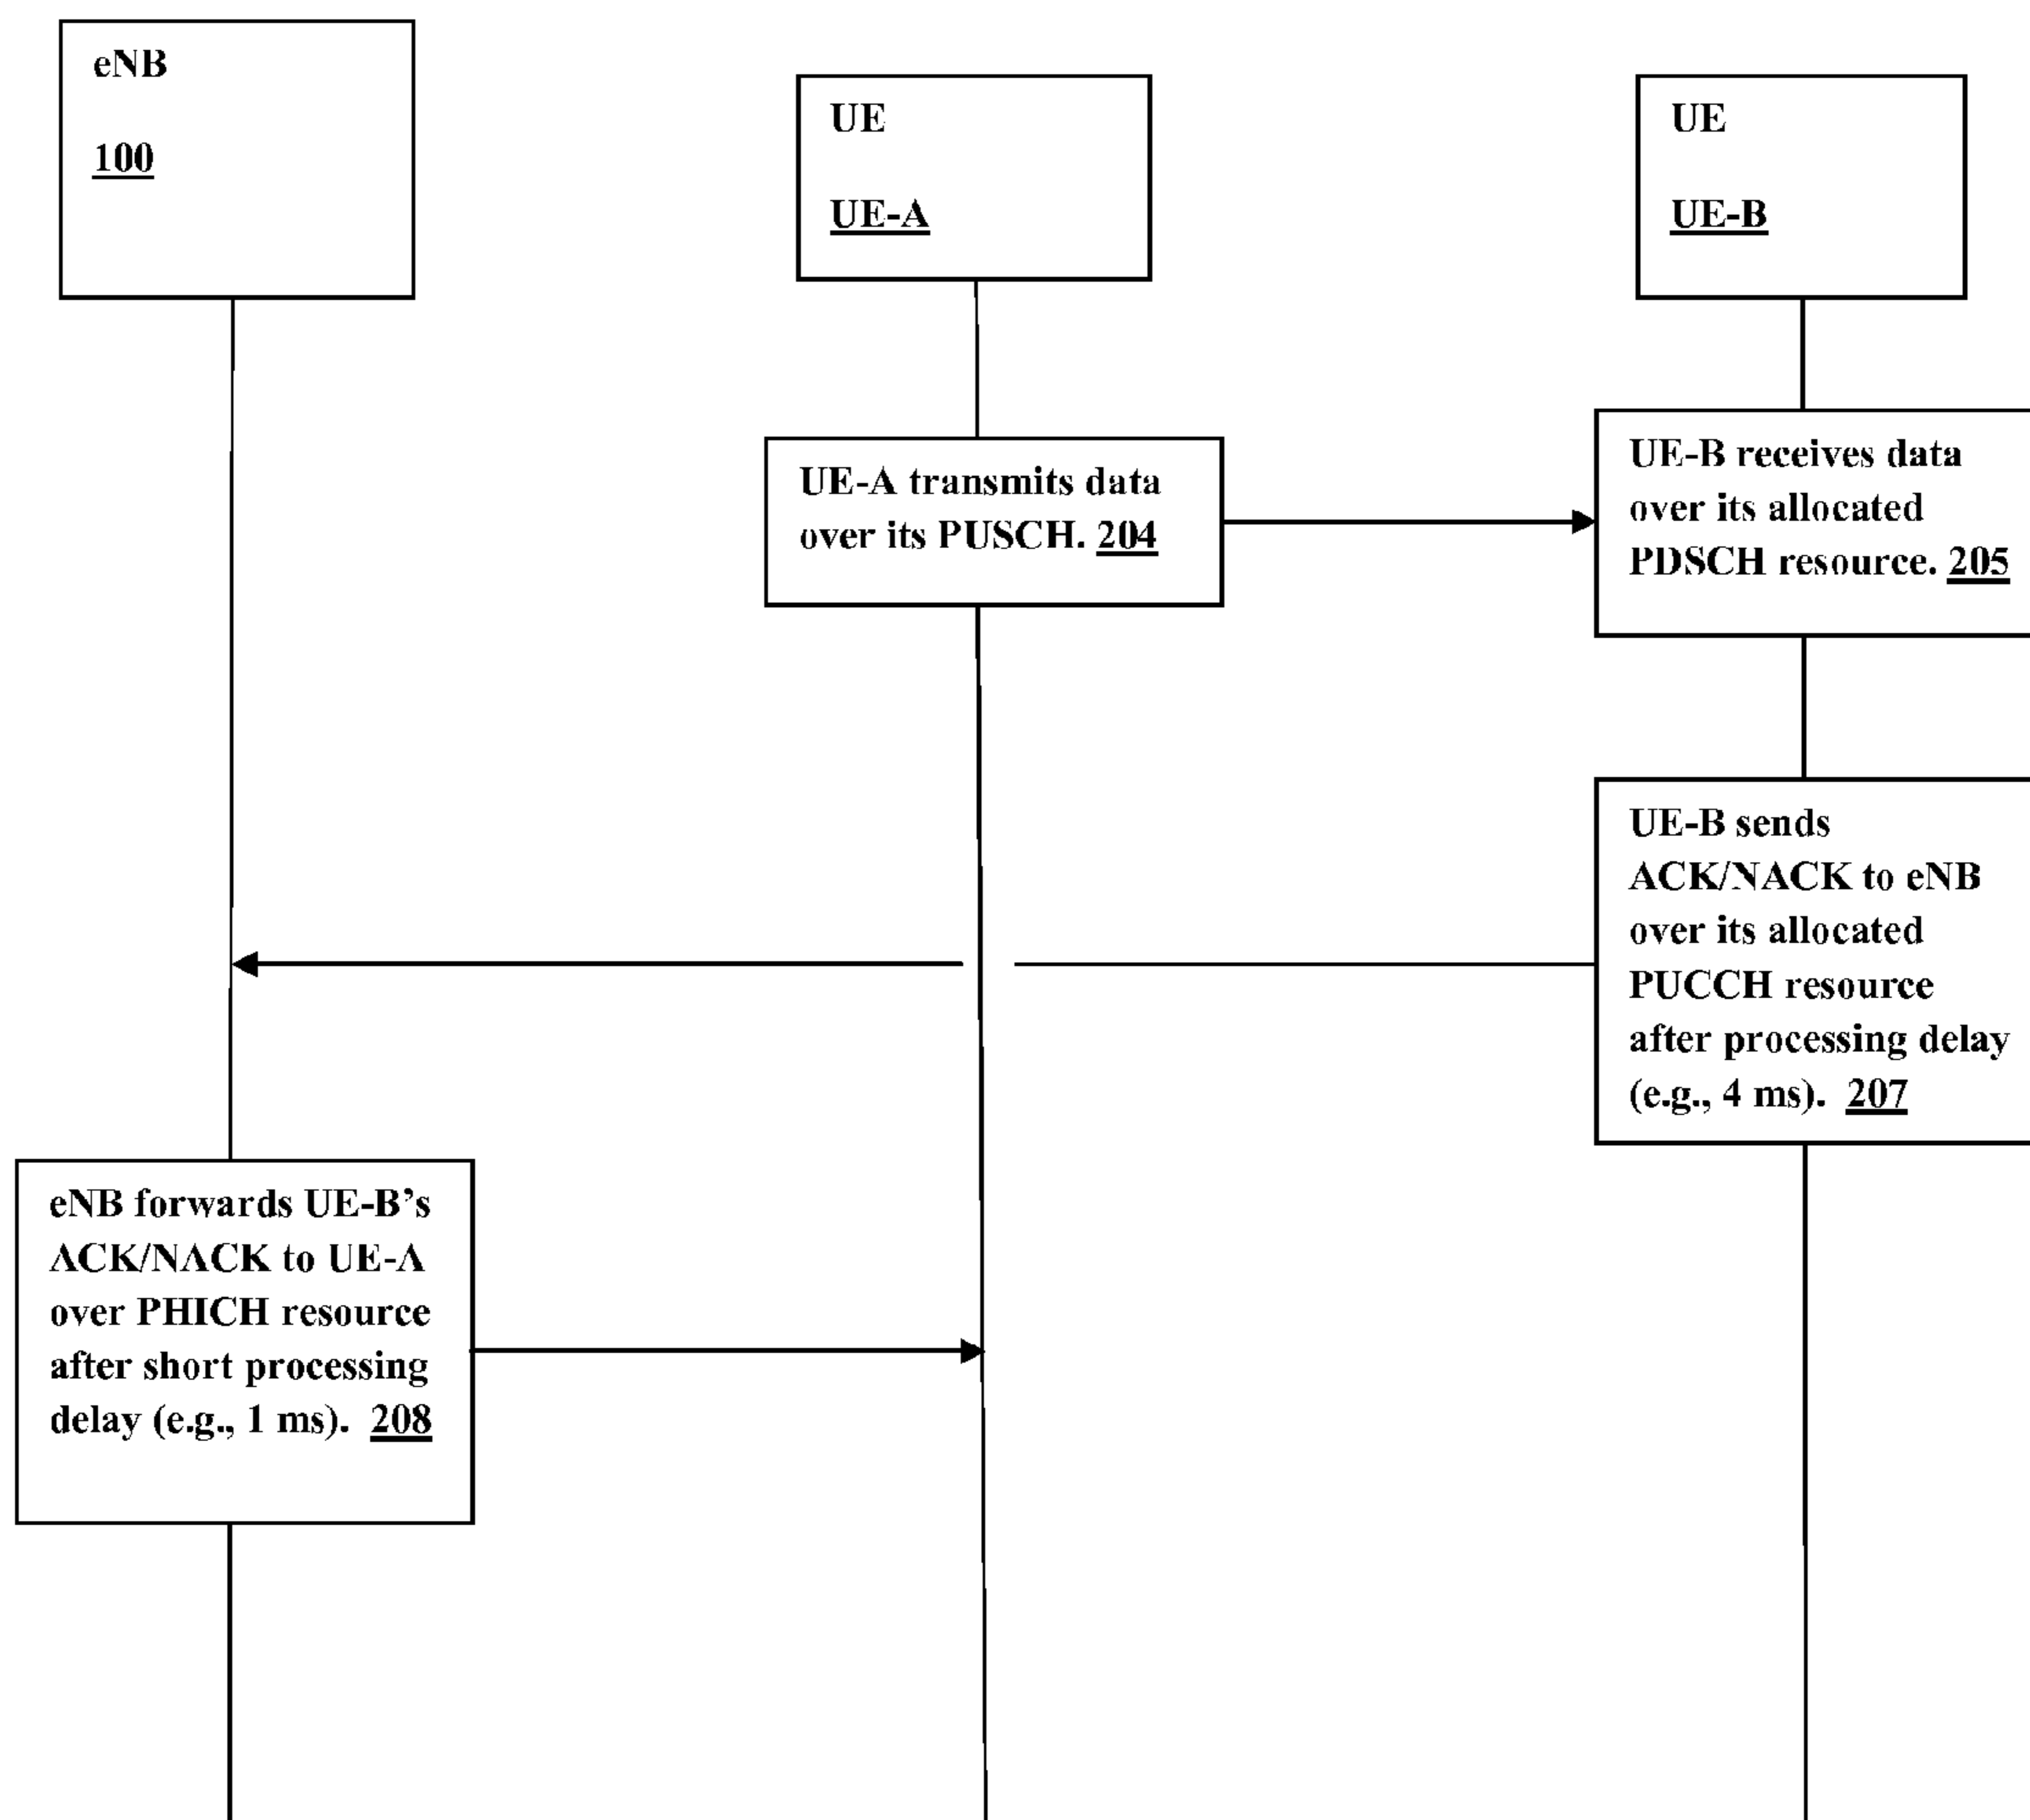 eNB
100
UE
UE-A
UE
UE-B
UE-A transmits data
over its PUSCH. 204
UE-B receives data
over its allocated
PDSCH resource. 205
UE-B sends
ACK/NACK to eNB
over its allocated
PUCCH resource
after processing delay
(e.g., 4 ms). 207
eNB forwards UE-B’s
ACK/NACK to UE-A
over PHICH resource
after short processing
delay (e.g., 1 ms). 208